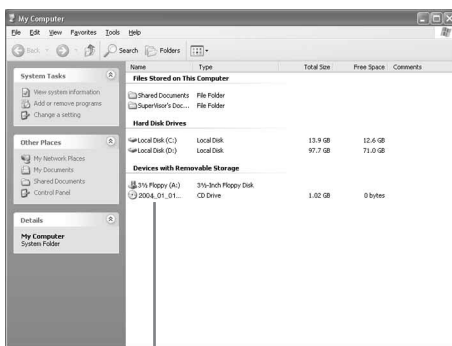 My Computer
File Edit View Favorites Tools Help
Back Search Folders
System Tasks
View system information
Add or remove programs
Change a setting
Other Places
My Network Places
My Documents
Shared Documents
Control Panel
Details
My Computer
System Folder
Name Type Total Size Free Space Comments
Files Stored on This Computer
Shared Documents File Folder
SuperVisor's Doc... File Folder
Hard Disk Drives
Local Disk (C:) Local Disk 13.9 GB 12.6 GB
Local Disk (D:) Local Disk 97.7 GB 71.0 GB
Devices with Removable Storage
3½ Floppy (A:) 3½-Inch Floppy Disk
2004_01_01... CD Drive 1.02 GB 0 bytes